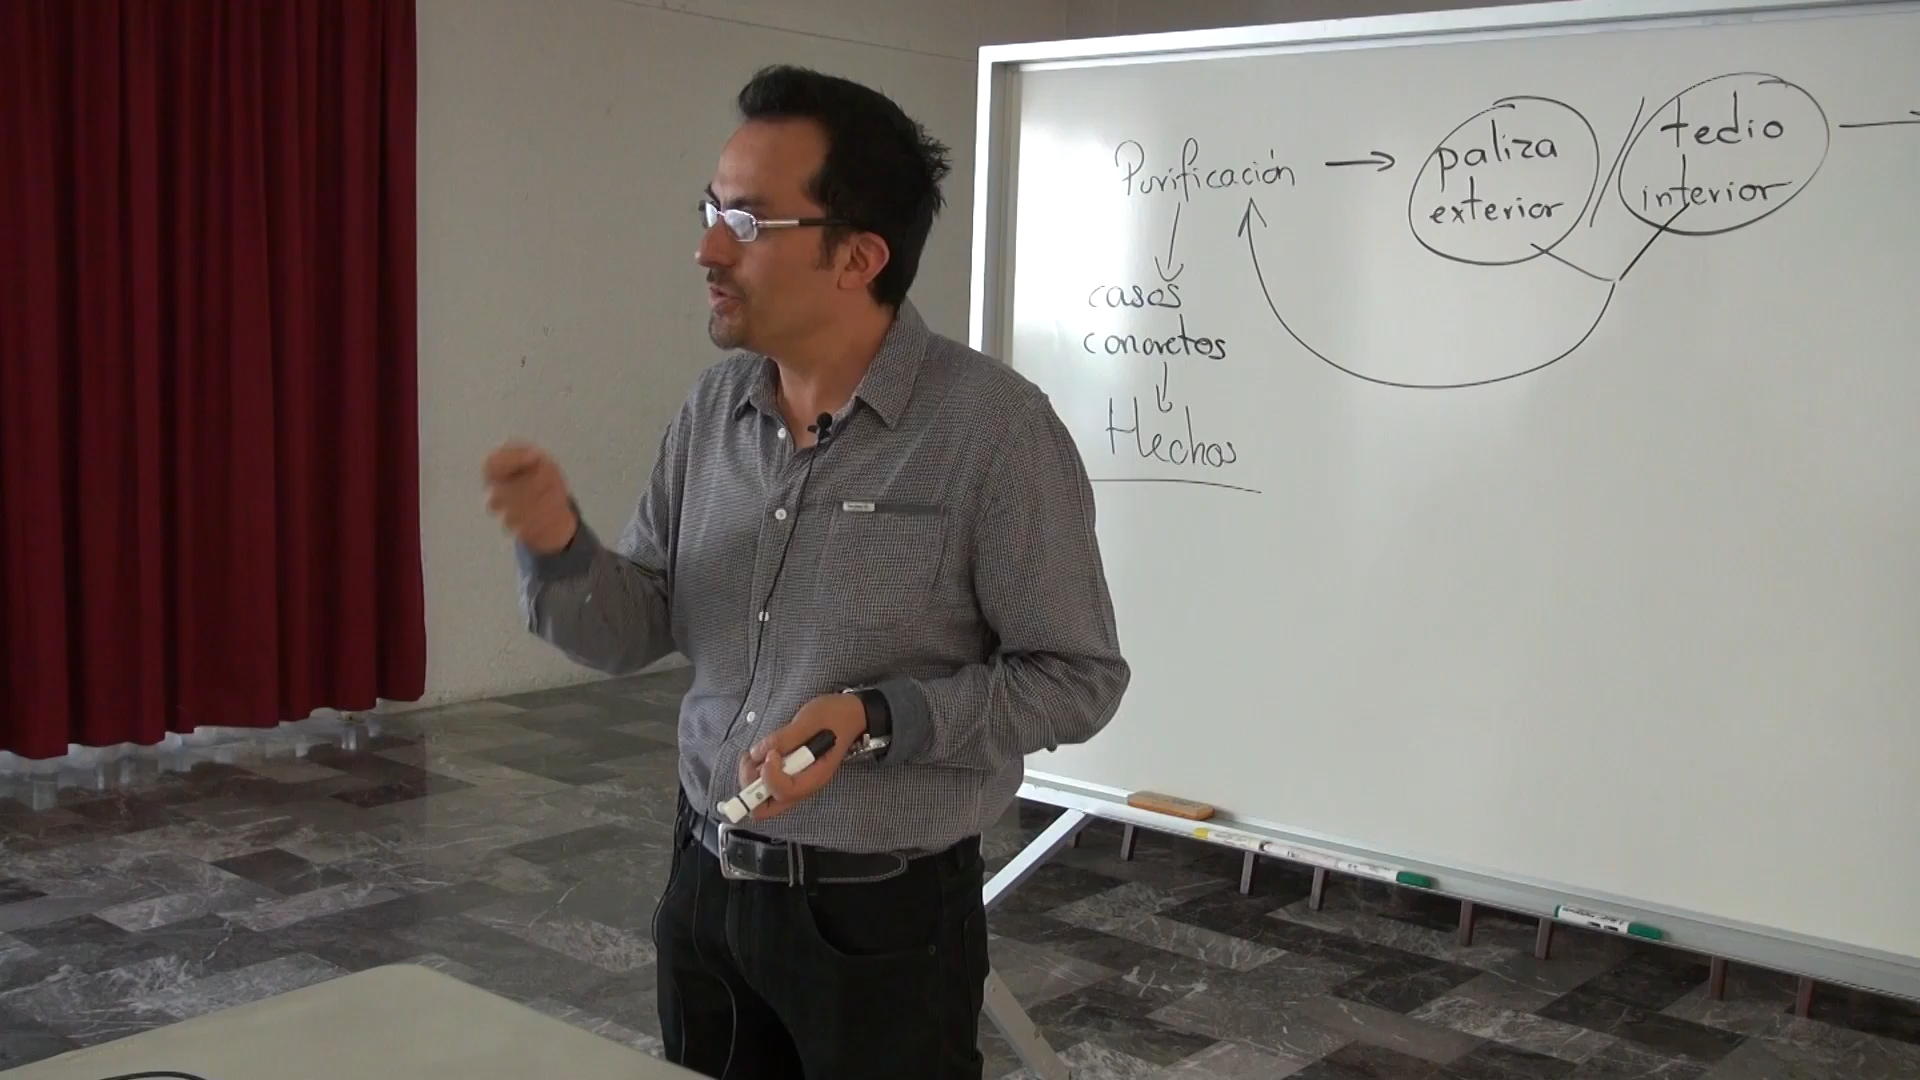 Purificación
paliza
exterior
tedio
interior
casos
concretos
Hechos